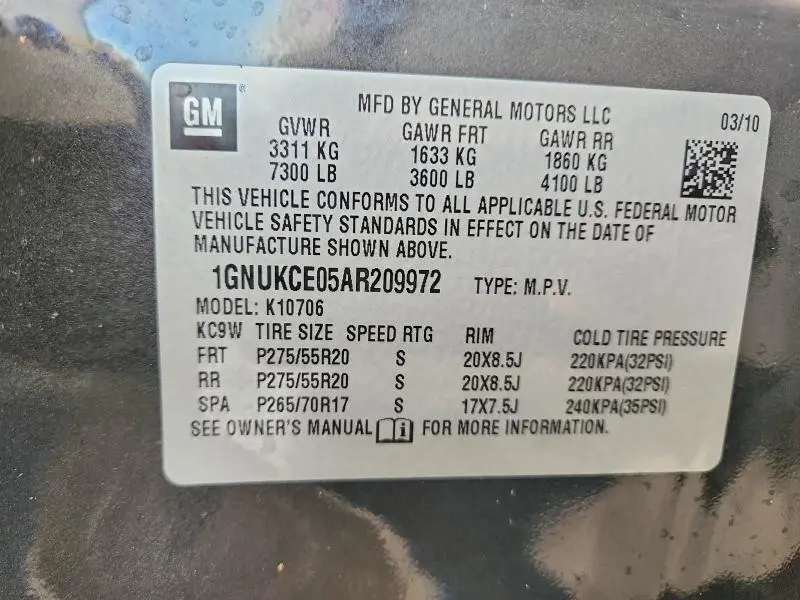 GM
MFD BY GENERAL MOTORS LLC
03/10
GVWR GAWR FRT GAWR RR
3311 KG 1633 KG 1860 KG
7300 LB 3600 LB 4100 LB
THIS VEHICLE CONFORMS TO ALL APPLICABLE U.S. FEDERAL MOTOR
VEHICLE SAFETY STANDARDS IN EFFECT ON THE DATE OF
MANUFACTURE SHOWN ABOVE.
1GNUKCE05AR209972 TYPE: M.P.V.
MODEL: K10706
KC9W TIRE SIZE SPEED RTG RIM COLD TIRE PRESSURE
FRT P275/55R20 S 20X8.5J 220KPA(32PSI)
RR P275/55R20 S 20X8.5J 220KPA(32PSI)
SPA P265/70R17 S 17X7.5J 240KPA(35PSI)
SEE OWNER'S MANUAL i FOR MORE INFORMATION.